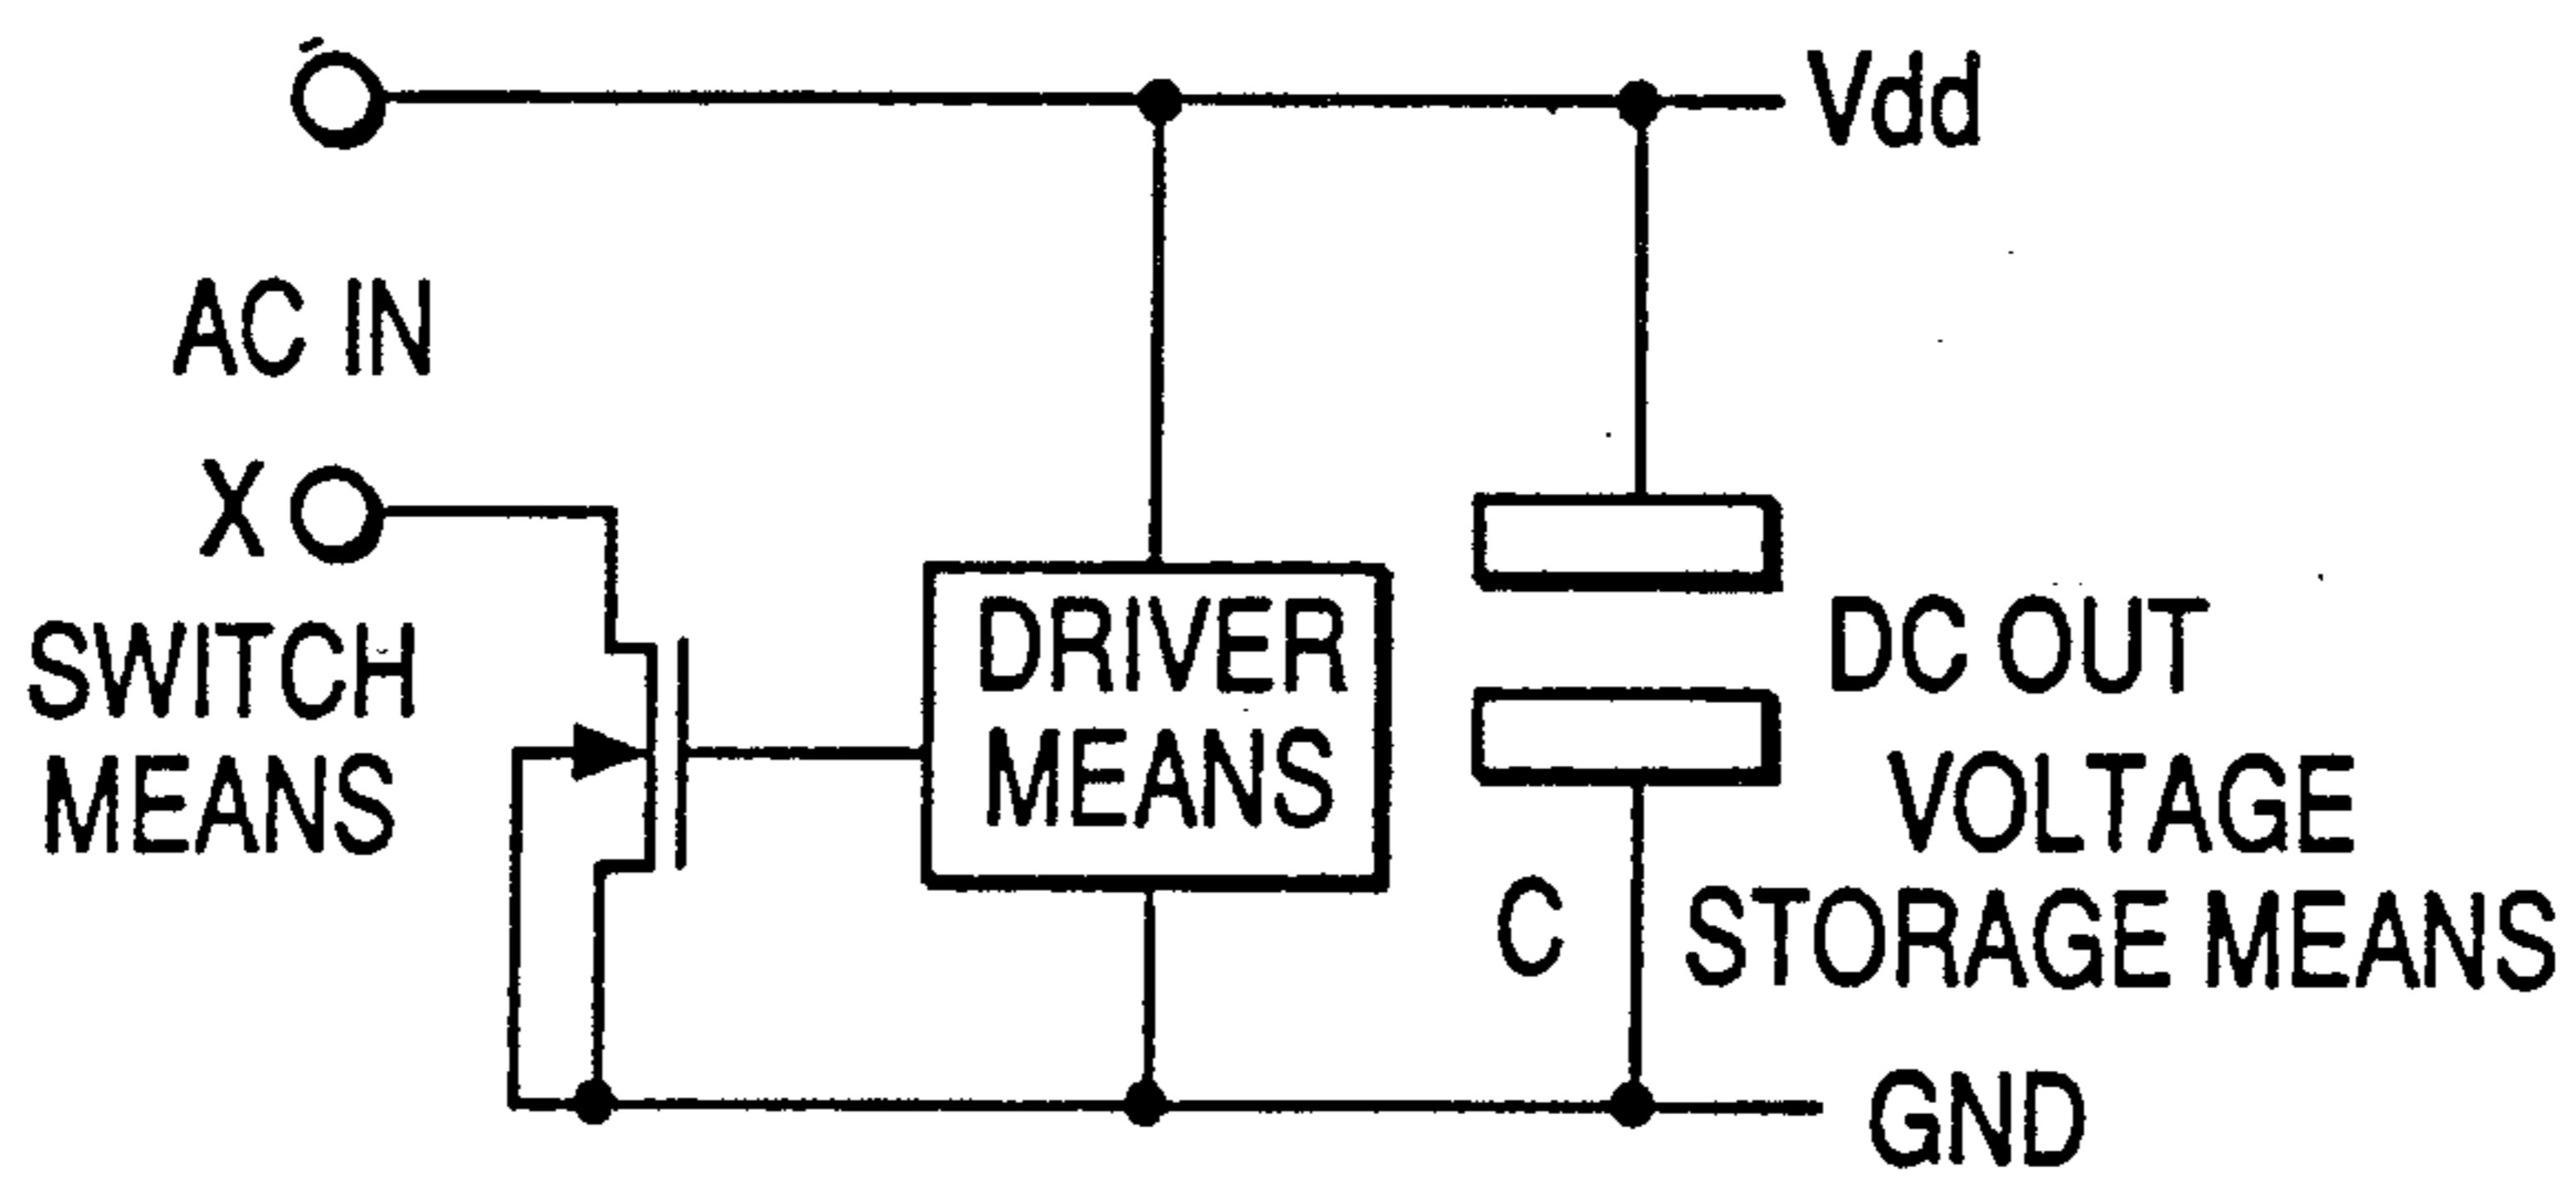 Vdd
AC IN
X
SWITCH
MEANS
DRIVER
MEANS
DC OUT
VOLTAGE
C STORAGE MEANS
GND